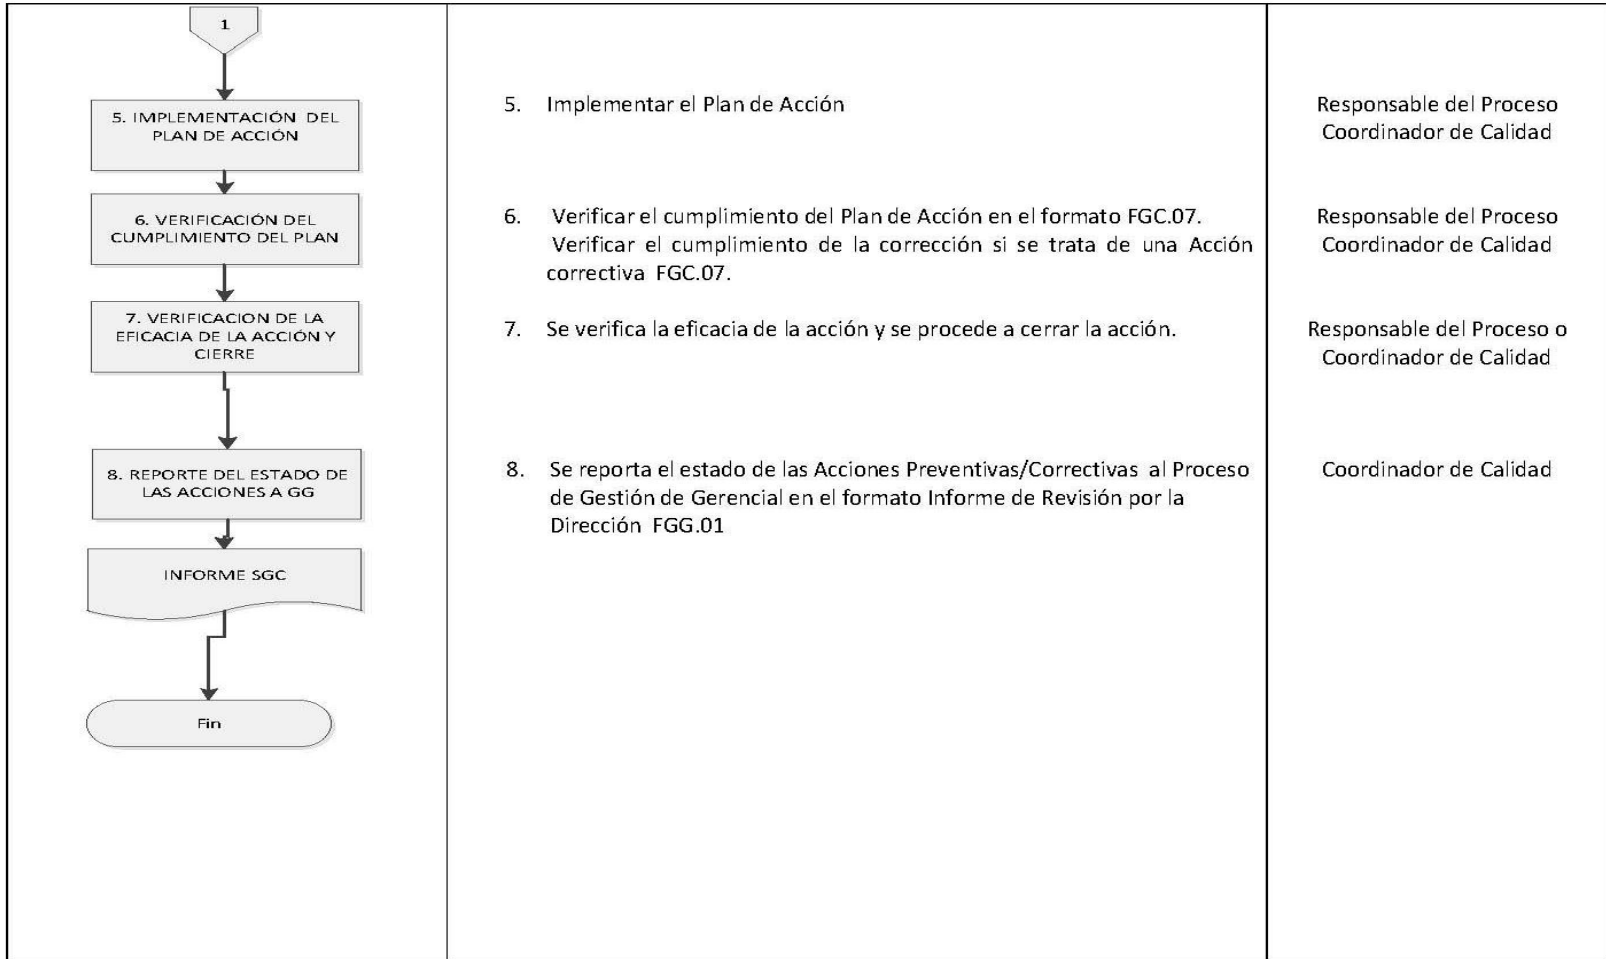 1
5. IMPLEMENTACIÓN DEL
PLAN DE ACCIÓN
6. VERIFICACIÓN DEL
CUMPLIMIENTO DEL PLAN
7. VERIFICACION DE LA
EFICACIA DE LA ACCIÓN Y
CIERRE
8. REPORTE DEL ESTADO DE
LAS ACCIONES A GG
INFORME SGC
Fin
5. Implementar el Plan de Acción
6. Verificar el cumplimiento del Plan de Acción en el formato FGC.07.
Verificar el cumplimiento de la corrección si se trata de una Acción
correctiva FGC.07.
7. Se verifica la eficacia de la acción y se procede a cerrar la acción.
8. Se reporta el estado de las Acciones Preventivas/Correctivas al Proceso
de Gestión de Gerencial en el formato Informe de Revisión por la
Dirección FGG.01
Responsable del Proceso
Coordinador de Calidad
Responsable del Proceso
Coordinador de Calidad
Responsable del Proceso o
Coordinador de Calidad
Coordinador de Calidad